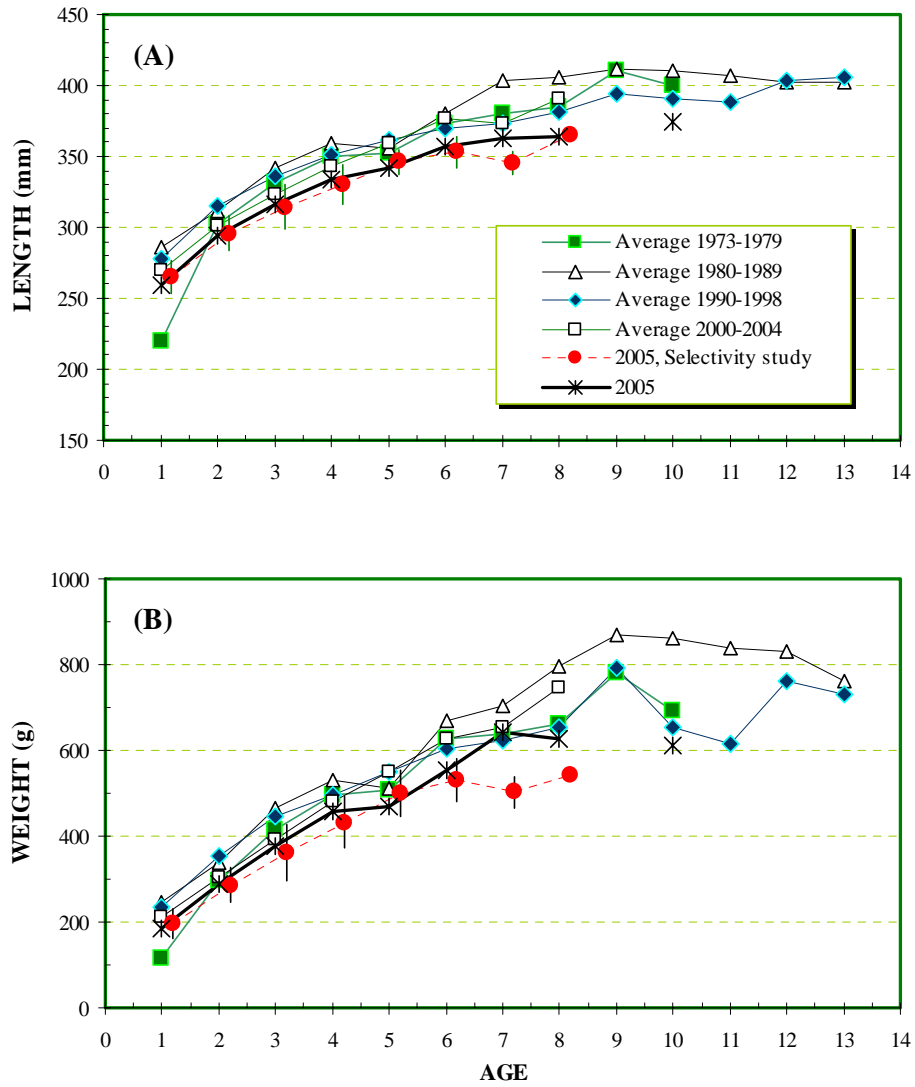 (A)
LENGTH (mm)
450
400
350
300
250
200
150
Average 1973-1979
Average 1980-1989
Average 1990-1998
Average 2000-2004
2005, Selectivity study
2005
0 1 2 3 4 5 6 7 8 9 10 11 12 13 14
(B)
WEIGHT (g)
1000
800
600
400
200
0
0 1 2 3 4 5 6 7 8 9 10 11 12 13 14
AGE